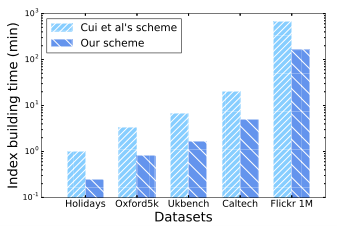 Index building time (min)
10³
10²
10¹
10⁰
10⁻¹
Cui et al's scheme
Our scheme
Holidays Oxford5k Ukbench Caltech Flickr 1M
Datasets